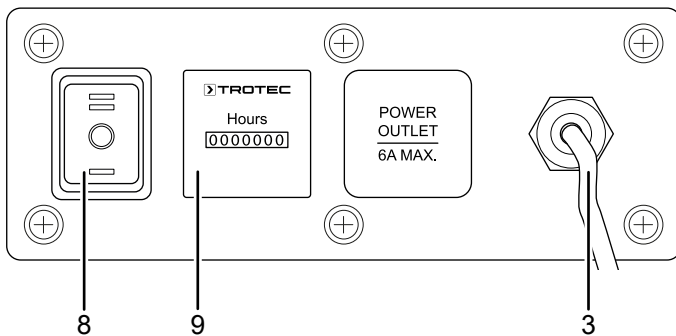 TROTEC
Hours
0000000
POWER
OUTLET
6A MAX.
8
9
3